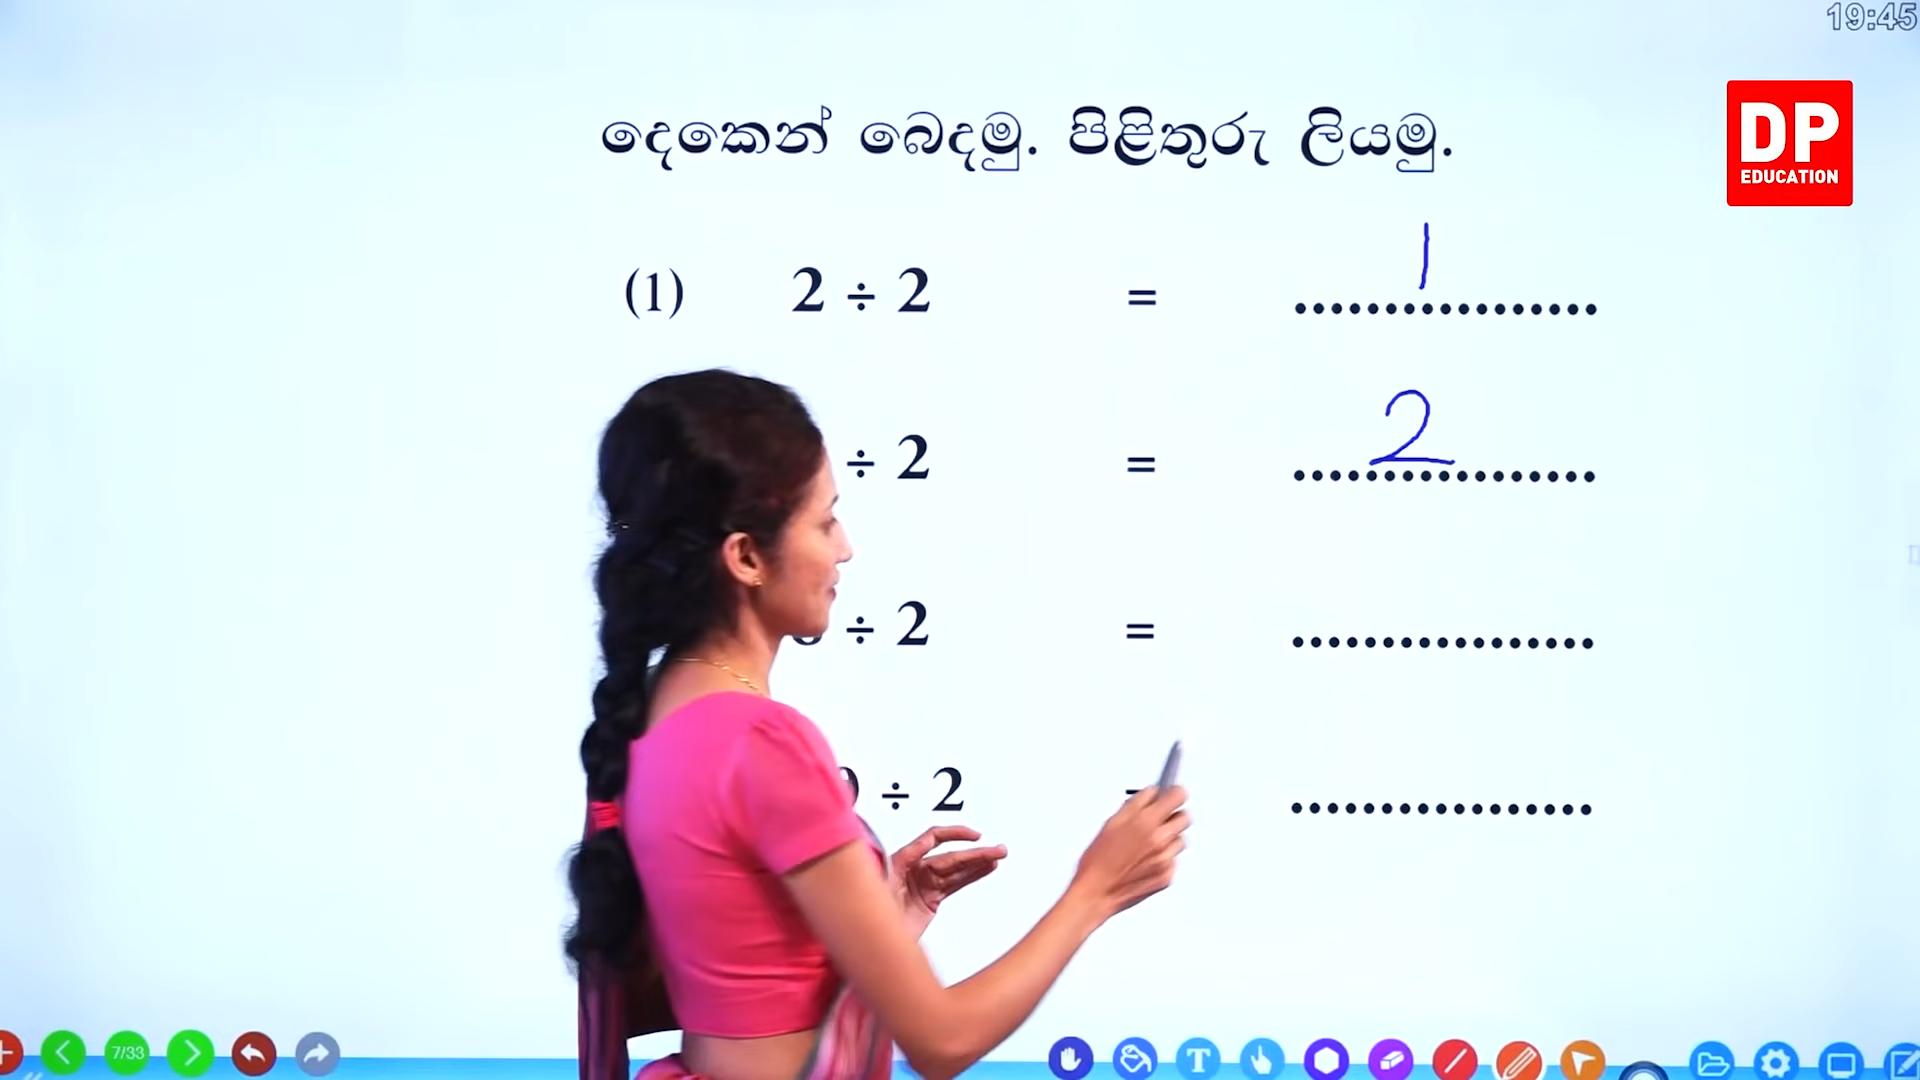 19:45
දෙකෙන් බෙදමු. පිළිතුරු ලියමු.
DP
EDUCATION
(1) 2 ÷ 2 = ................. 1
÷ 2 = ................. 2
÷ 2 = .................
÷ 2 = .................
7/33
T